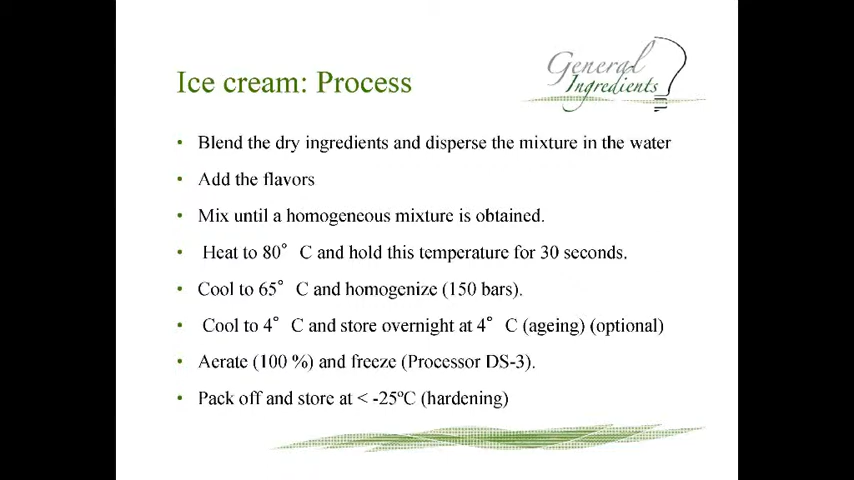 General
Ingredients
Ice cream: Process
• Blend the dry ingredients and disperse the mixture in the water
• Add the flavors
• Mix until a homogeneous mixture is obtained.
• Heat to 80° C and hold this temperature for 30 seconds.
• Cool to 65° C and homogenize (150 bars).
• Cool to 4° C and store overnight at 4° C (ageing) (optional)
• Aerate (100 %) and freeze (Processor DS-3).
• Pack off and store at < -25ºC (hardening)